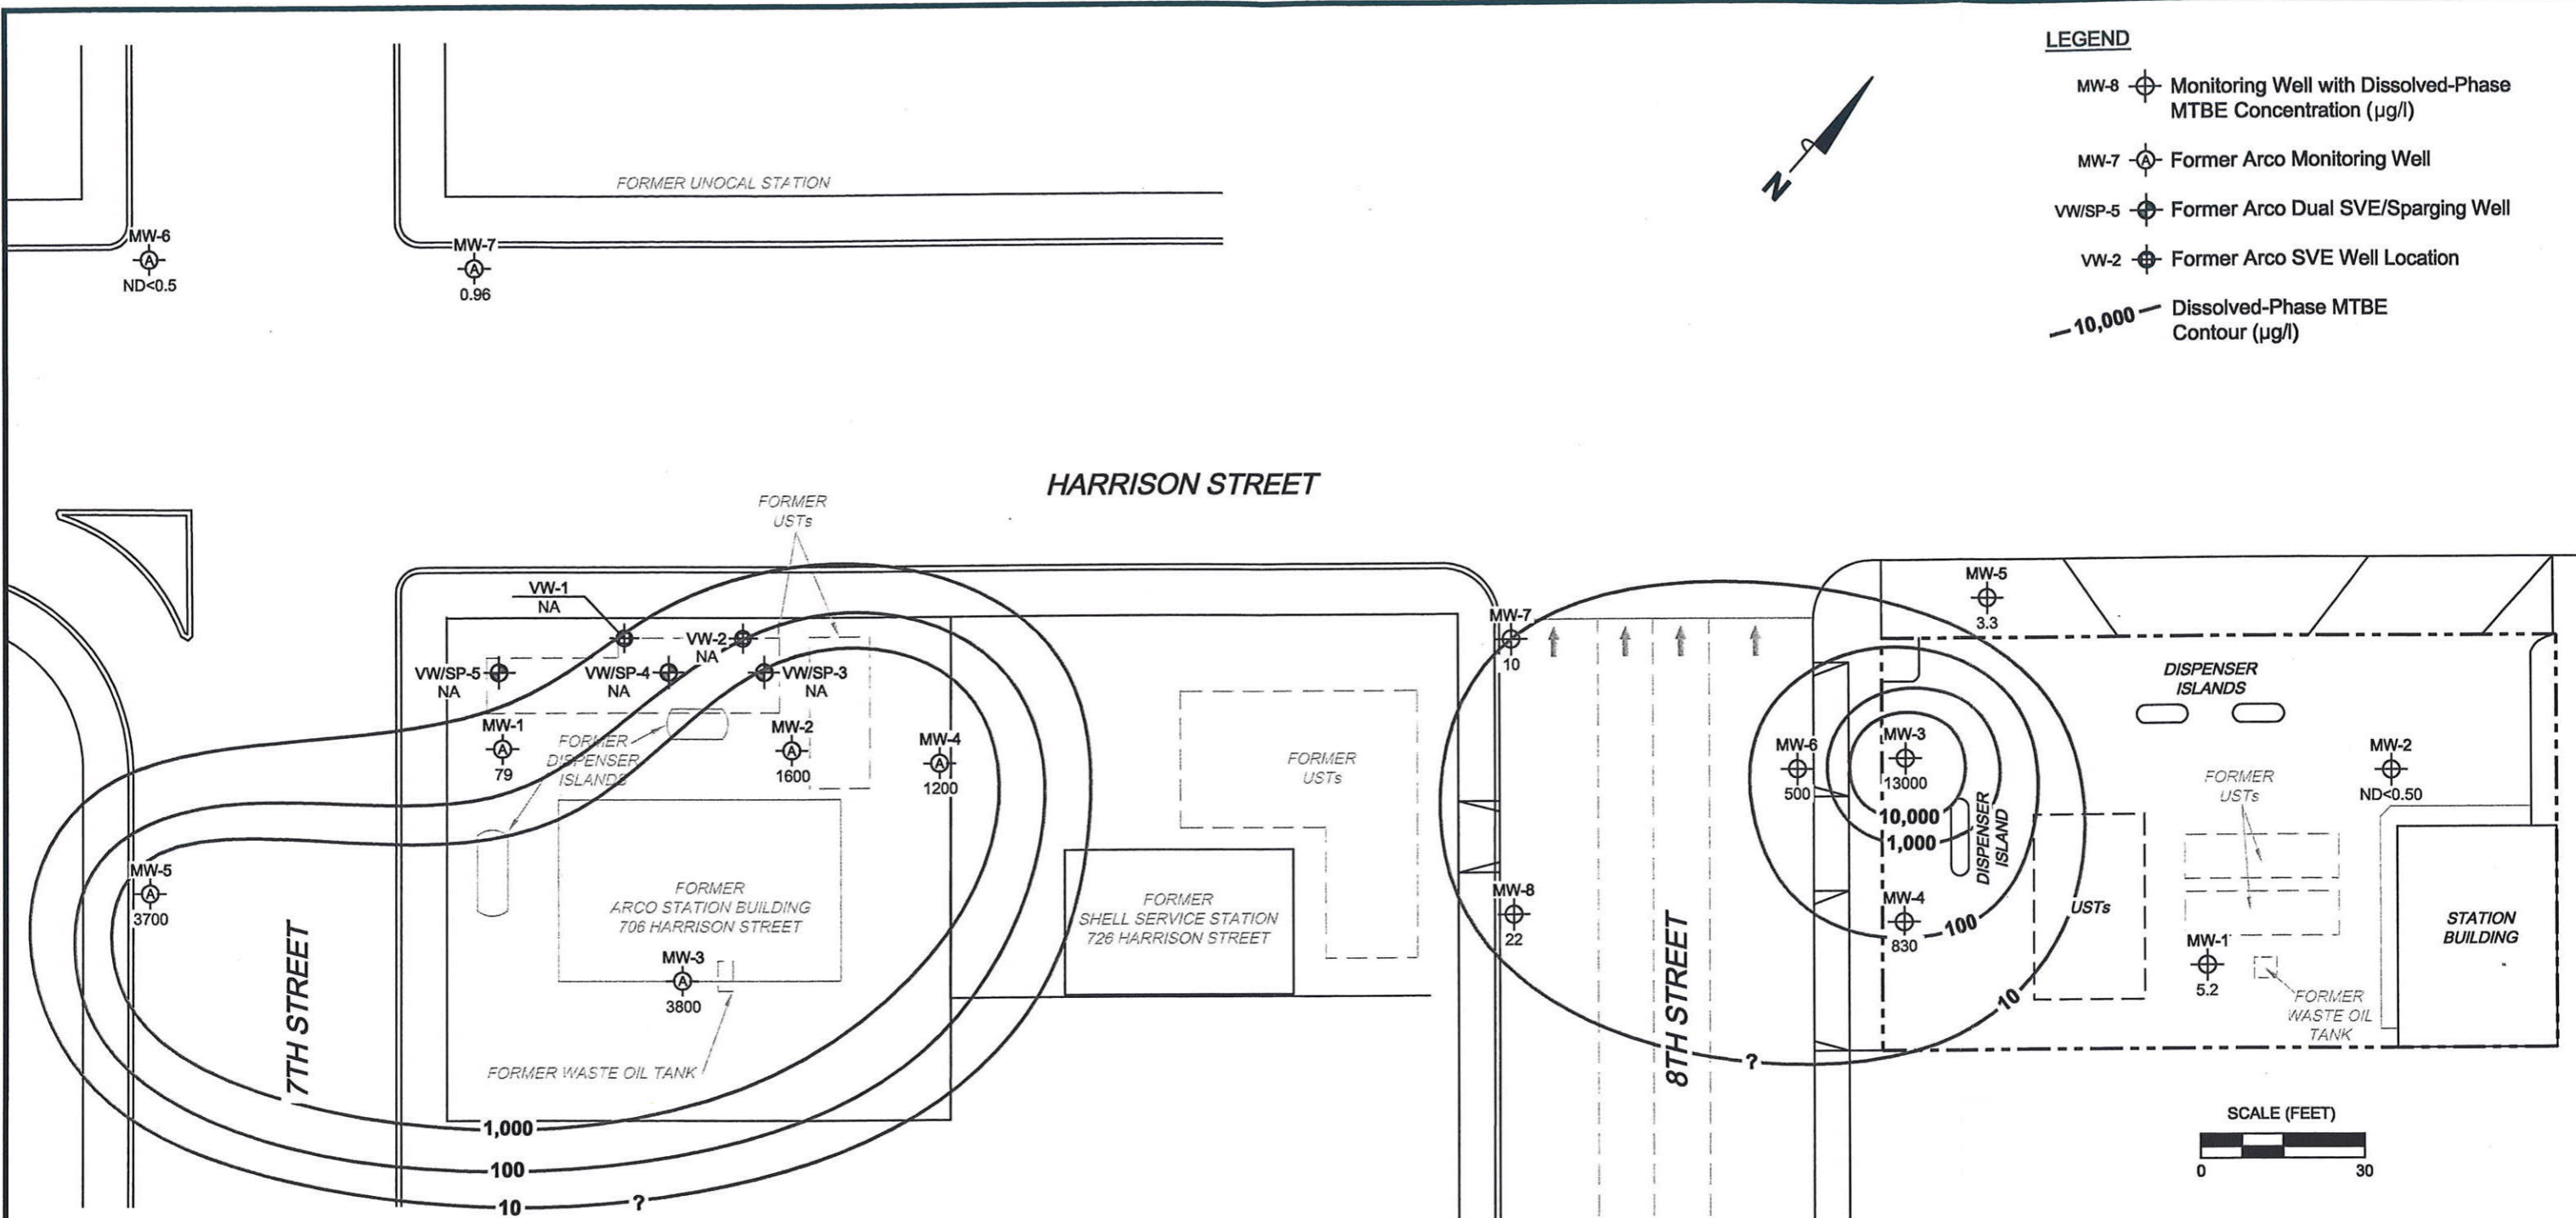 LEGEND
MW-8
Monitoring Well with Dissolved-Phase
MTBE Concentration (µg/l)
MW-7
Former Arco Monitoring Well
VW/SP-5
Former Arco Dual SVE/Sparging Well
VW-2
Former Arco SVE Well Location
10,000
Dissolved-Phase MTBE
Contour (µg/l)
N
FORMER UNOCAL STATION
MW-6
A
ND<0.5
MW-7
A
0.96
HARRISON STREET
FORMER
USTs
VW-1
NA
VW-2
NA
VW/SP-5
NA
VW/SP-4
NA
VW/SP-3
NA
MW-1
A
79
FORMER
DISPENSER
ISLANDS
MW-2
A
1600
MW-4
A
1200
MW-5
A
3700
7TH STREET
FORMER
ARCO STATION BUILDING
706 HARRISON STREET
MW-3
A
3800
FORMER WASTE OIL TANK
1,000
100
10
?
FORMER
USTs
FORMER
SHELL SERVICE STATION
726 HARRISON STREET
MW-7
10
MW-8
22
8TH STREET
?
MW-5
3.3
MW-6
500
MW-3
13000
10,000
1,000
DISPENSER
ISLAND
MW-4
830
100
10
USTs
DISPENSER
ISLANDS
MW-2
ND<0.50
FORMER
USTs
MW-1
5.2
FORMER
WASTE OIL
TANK
STATION
BUILDING
SCALE (FEET)
0
30